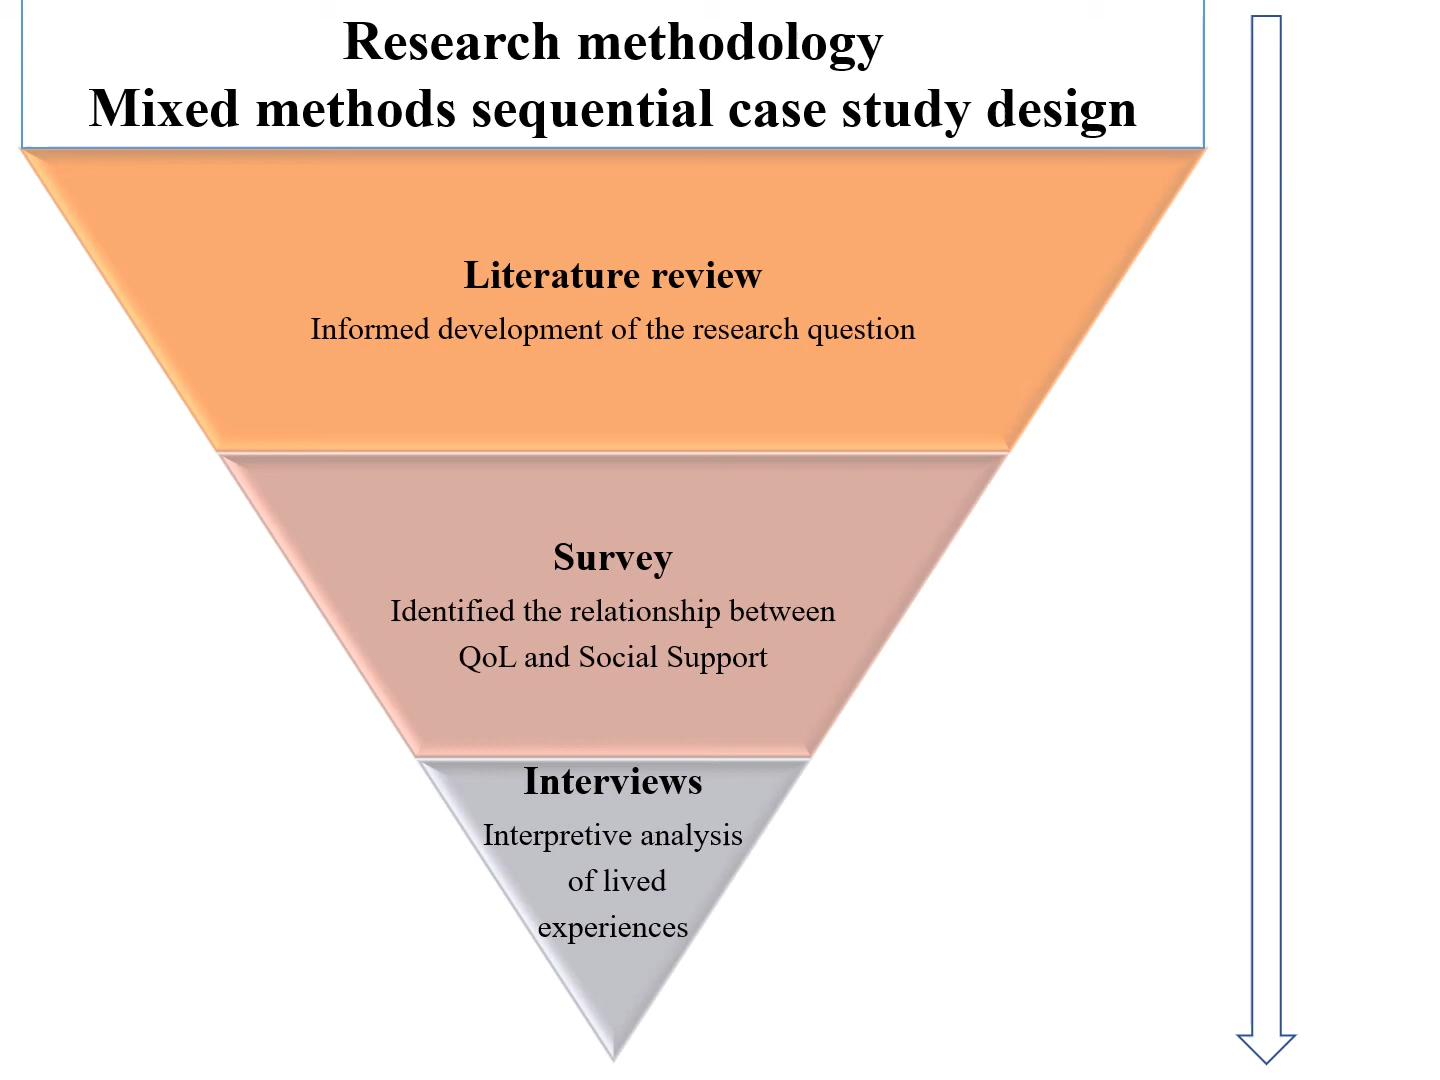 Research methodology
Mixed methods sequential case study design
Literature review
Informed development of the research question
Survey
Identified the relationship between
QoL and Social Support
Interviews
Interpretive analysis
of lived
experiences